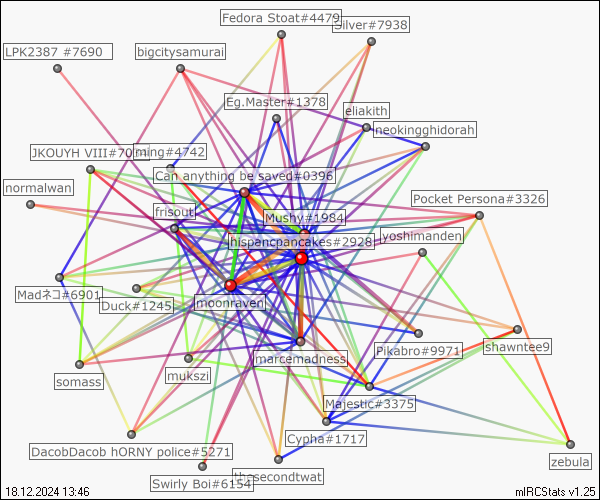 Fedora Stoat#4479
Silver#7938
LPK2387 #7690
bigcitysamurai
Eg.Master#1378
eliakith
neokingghidorah
JKOUYH VIII#70
ming#4742
Can anything be saved#0396
normalwan
Pocket Persona#3326
frisout
Mushy#1984
hispancpancakes#2928
yoshimanden
Madネコ#6901
Duck#1245
moonraven
Pikabro#9971
shawntee9
marcemadness
somass
mukszi
Majestic#3375
Cypha#1717
DacobDacob hORNY police#5271
zebula
Swirly Boi#6154
thesecondtwat
18.12.2024 13:46
mIRCStats v1.25